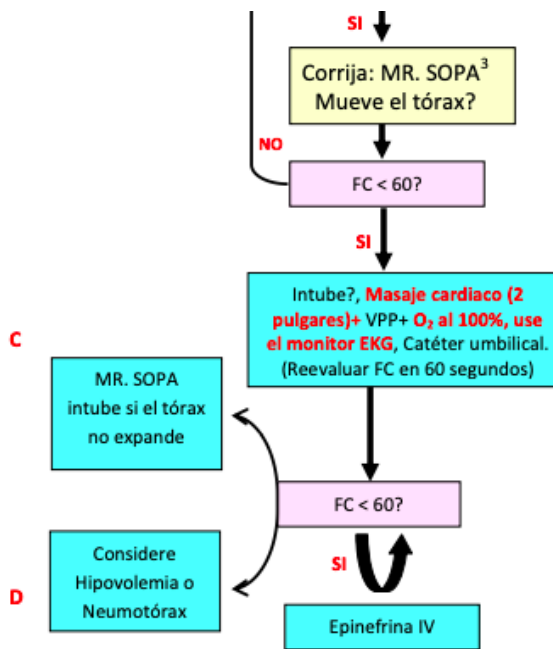 SI
Corrija: MR. SOPA³
Mueve el tórax?
NO
FC < 60?
SI
Intube?, Masaje cardiaco (2
pulgares)+ VPP+ O₂ al 100%, use
el monitor EKG, Catéter umbilical.
(Reevaluar FC en 60 segundos)
C
MR. SOPA
intube si el tórax
no expande
FC < 60?
SI
D
Considere
Hipovolemia o
Neumotórax
Epinefrina IV